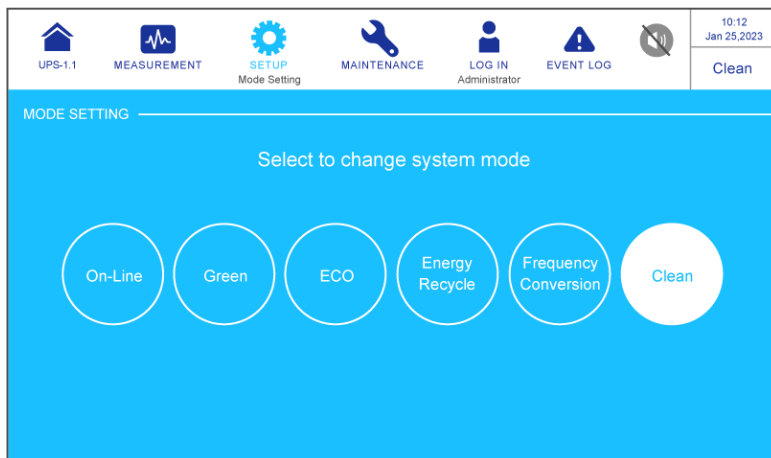 UPS-1.1
MEASUREMENT
SETUP
Mode Setting
MAINTENANCE
LOG IN
Administrator
EVENT LOG
10:12
Jan 25,2023
Clean
MODE SETTING
Select to change system mode
On-Line
Green
ECO
Energy
Recycle
Frequency
Conversion
Clean